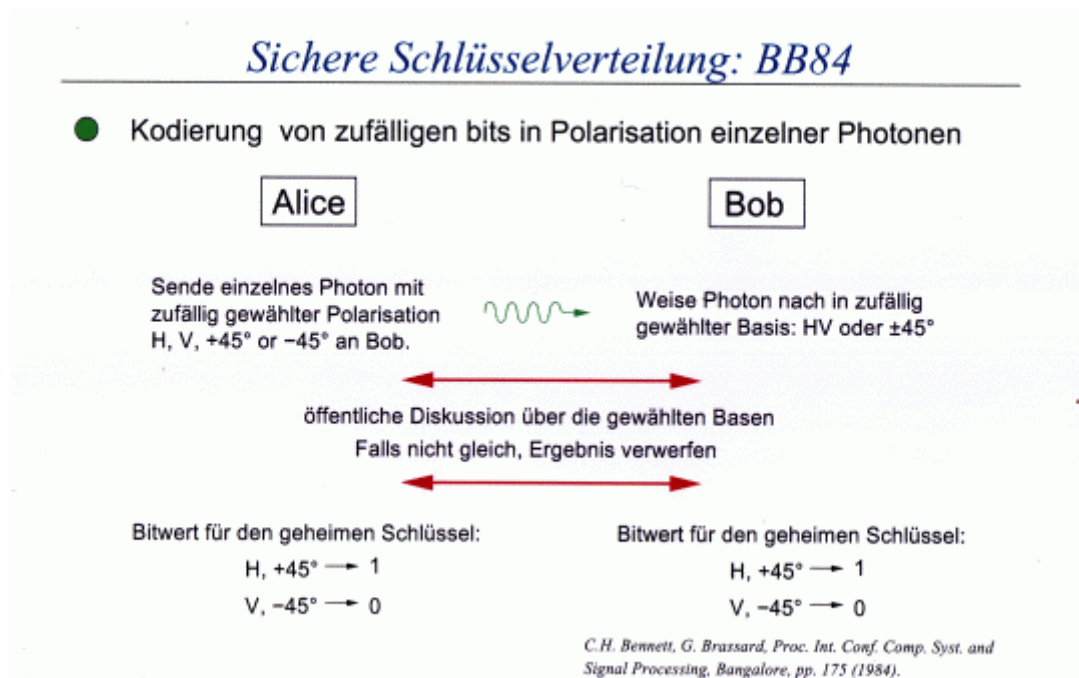 Sichere Schlüsselverteilung: BB84
Kodierung von zufälligen bits in Polarisation einzelner Photonen
Alice
Bob
Sende einzelnes Photon mit
zufällig gewählter Polarisation
H, V, +45° or −45° an Bob.
Weise Photon nach in zufällig
gewählter Basis: HV oder ±45°
öffentliche Diskussion über die gewählten Basen
Falls nicht gleich, Ergebnis verwerfen
Bitwert für den geheimen Schlüssel:
H, +45° → 1
V, −45° → 0
Bitwert für den geheimen Schlüssel:
H, +45° → 1
V, −45° → 0
C.H. Bennett, G. Brassard, Proc. Int. Conf. Comp. Syst. and
Signal Processing, Bangalore, pp. 175 (1984).